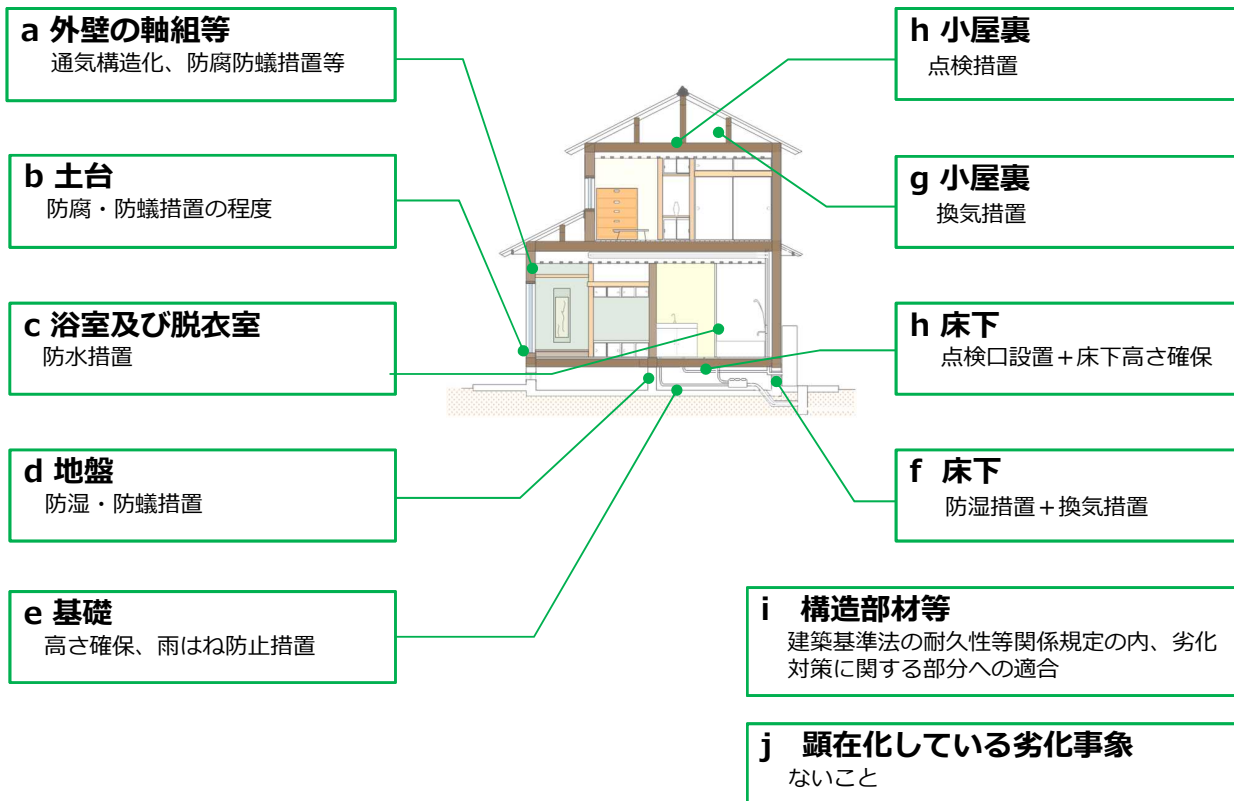 a 外壁の軸組等
通気構造化、防腐防蟻措置等
b 土台
防腐・防蟻措置の程度
c 浴室及び脱衣室
防水措置
d 地盤
防湿・防蟻措置
e 基礎
高さ確保、雨はね防止措置
h 小屋裏
点検措置
g 小屋裏
換気措置
h 床下
点検口設置＋床下高さ確保
f 床下
防湿措置＋換気措置
i 構造部材等
建築基準法の耐久性等関係規定の内、劣化
対策に関する部分への適合
j 顕在化している劣化事象
ないこと